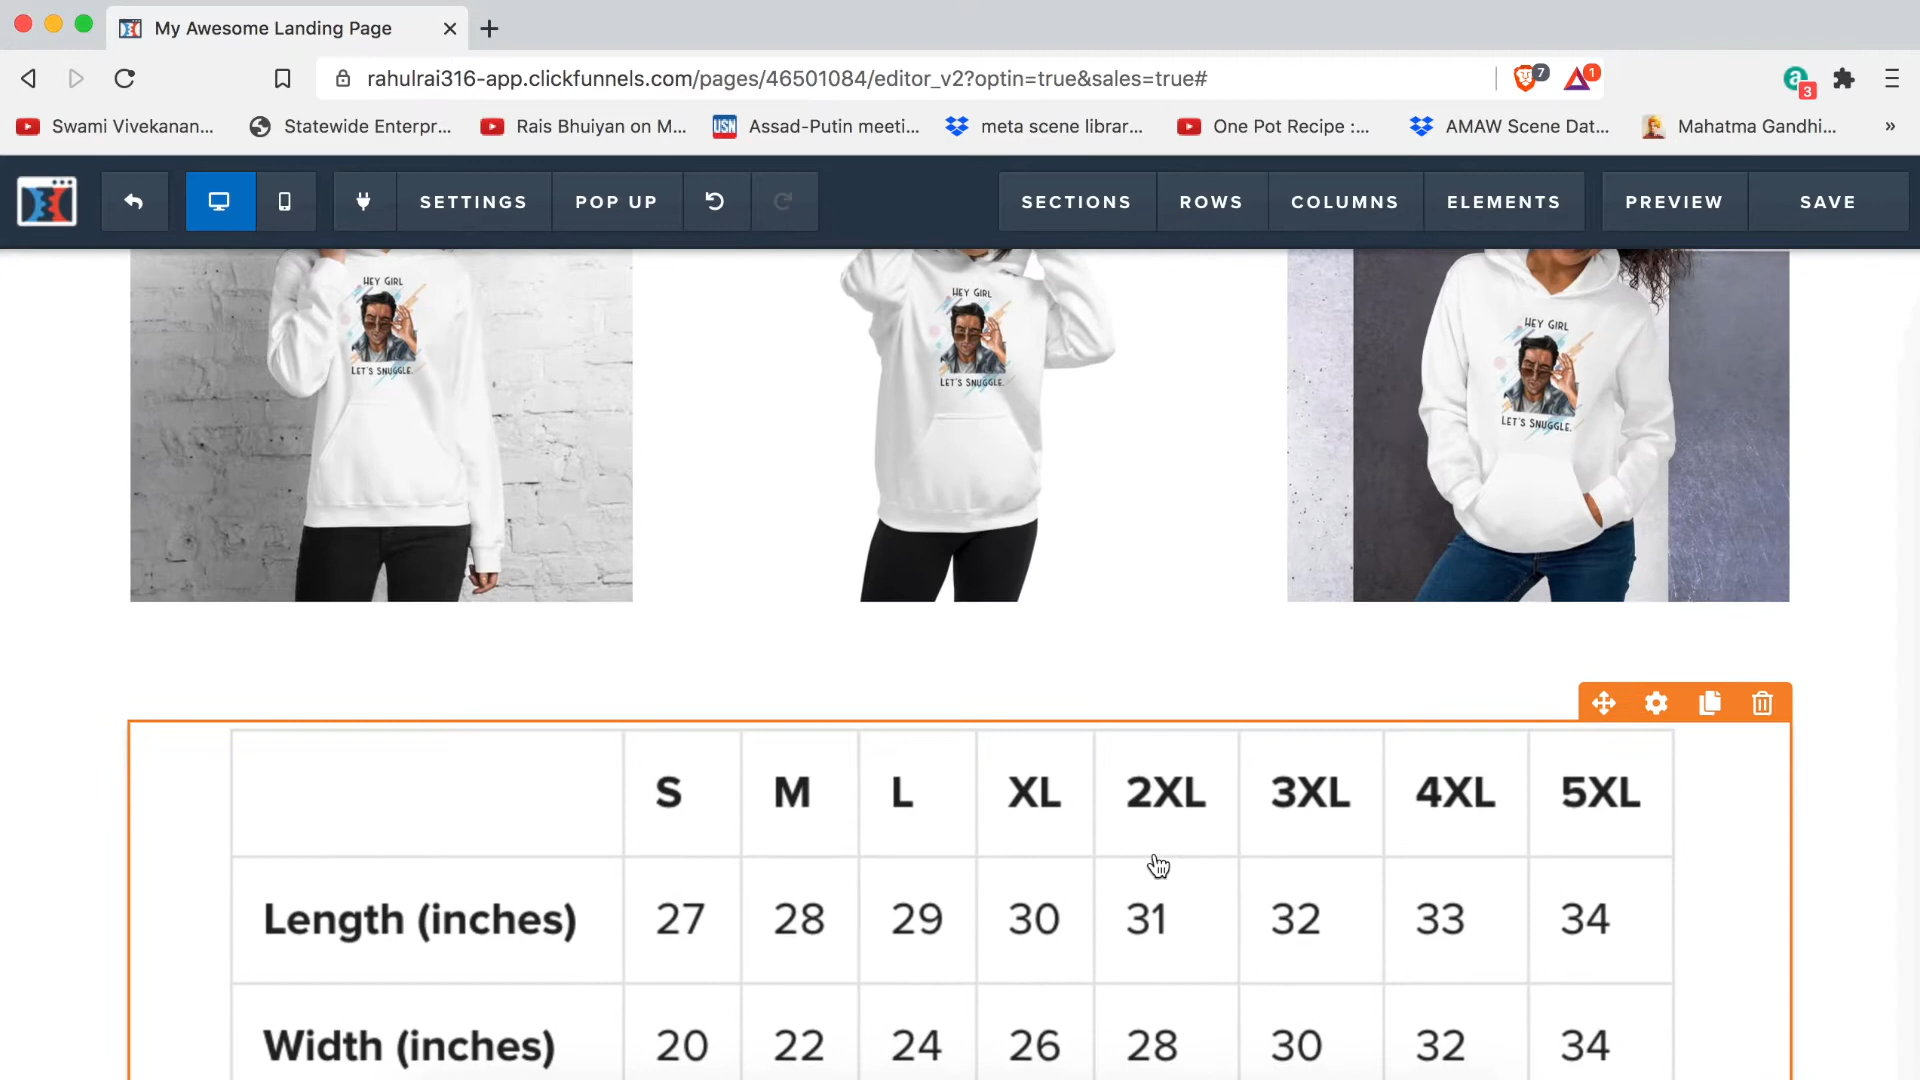 My Awesome Landing Page
rahulrai316-app.clickfunnels.com/pages/46501084/editor_v2?optin=true&sales=true#
7
1
a
3
Swami Vivekanan...
Statewide Enterpr...
Rais Bhuiyan on M...
USN
Assad-Putin meeti...
meta scene librar...
One Pot Recipe :...
AMAW Scene Dat...
Mahatma Gandhi...
»
SETTINGS
POP UP
SECTIONS
ROWS
COLUMNS
ELEMENTS
PREVIEW
SAVE
HEY GIRL
LET'S SNUGGLE.
HEY GIRL
LET'S SNUGGLE.
HEY GIRL
LET'S SNUGGLE.
S M L XL 2XL 3XL 4XL 5XL
Length (inches) 27 28 29 30 31 32 33 34
Width (inches) 20 22 24 26 28 30 32 34